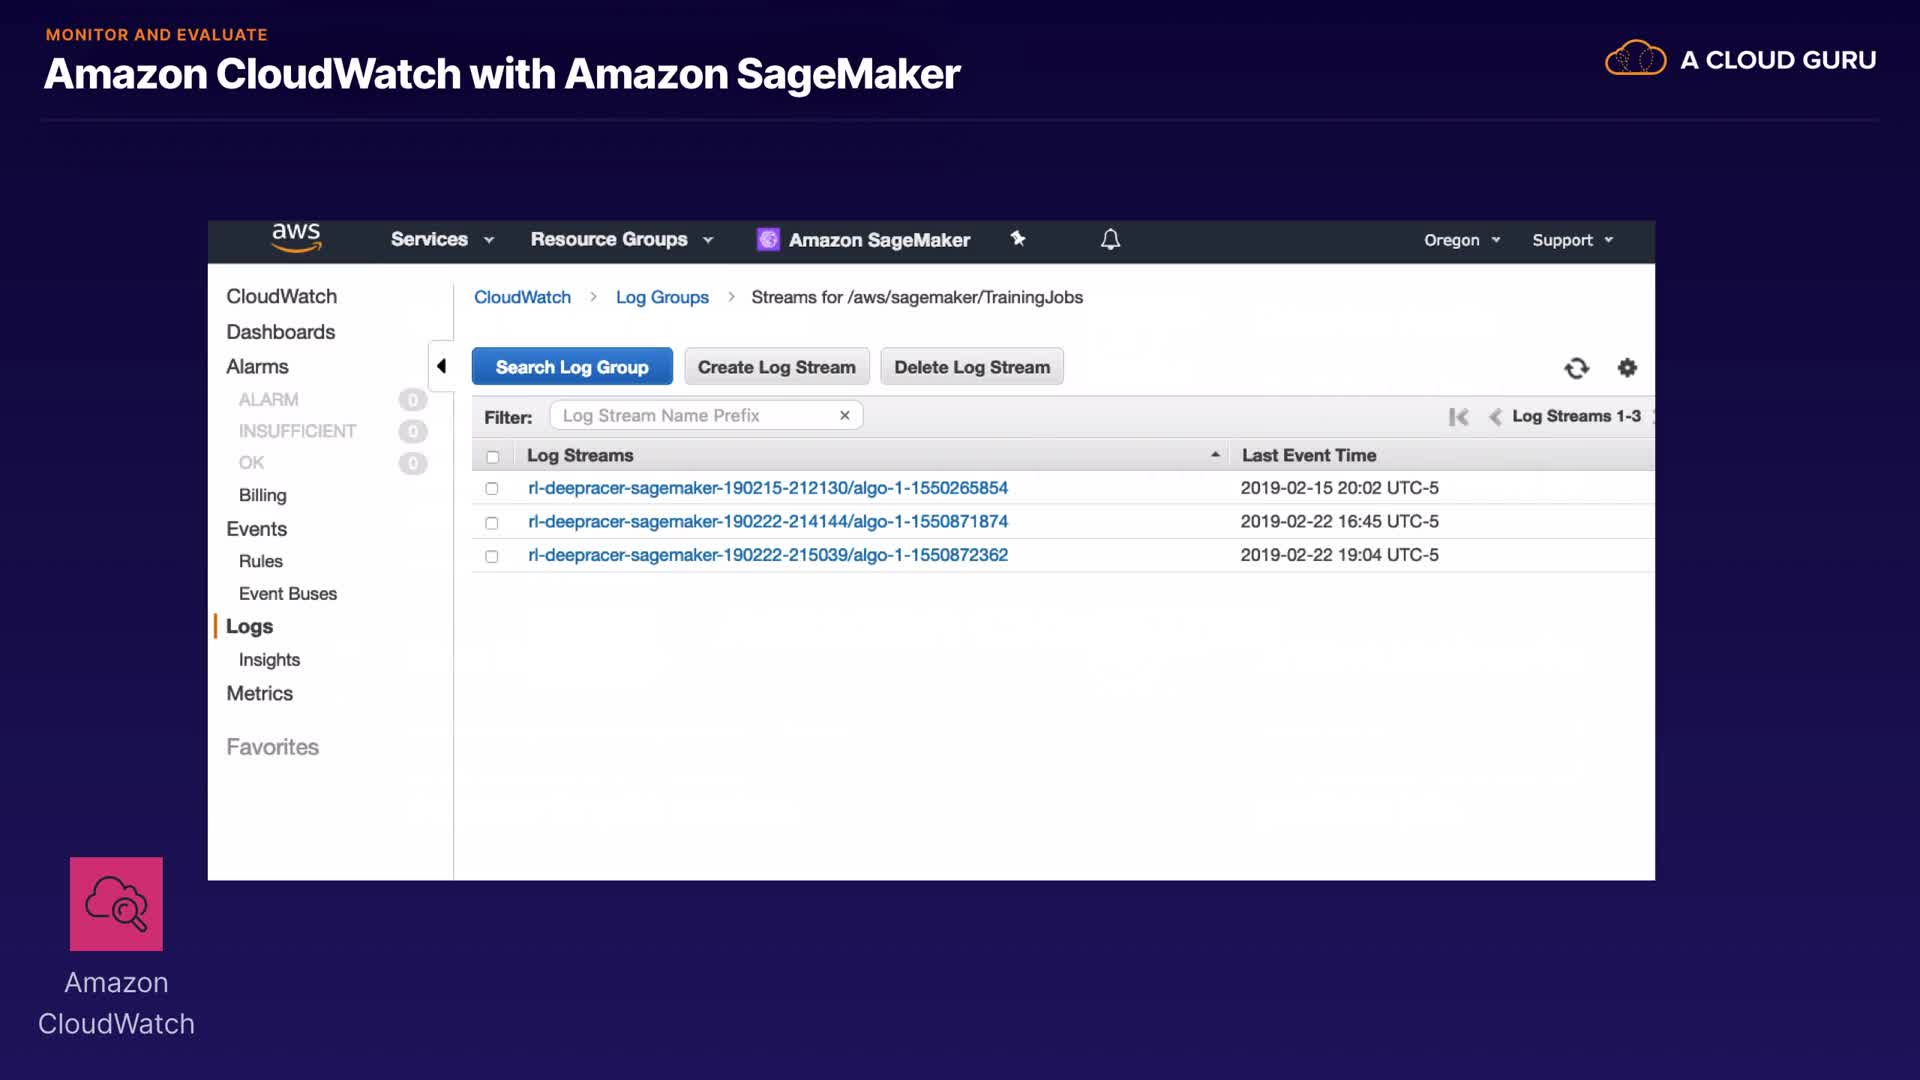 MONITOR AND EVALUATE
Amazon CloudWatch with Amazon SageMaker
A CLOUD GURU
aws Services Resource Groups Amazon SageMaker Oregon Support
CloudWatch
Dashboards
Alarms
ALARM 0
INSUFFICIENT 0
OK 0
Billing
Events
Rules
Event Buses
Logs
Insights
Metrics
Favorites
CloudWatch > Log Groups > Streams for /aws/sagemaker/TrainingJobs
Search Log Group Create Log Stream Delete Log Stream
Filter: Log Stream Name Prefix × Log Streams 1-3
Log Streams Last Event Time
rl-deepracer-sagemaker-190215-212130/algo-1-1550265854 2019-02-15 20:02 UTC-5
rl-deepracer-sagemaker-190222-214144/algo-1-1550871874 2019-02-22 16:45 UTC-5
rl-deepracer-sagemaker-190222-215039/algo-1-1550872362 2019-02-22 19:04 UTC-5
Amazon
CloudWatch